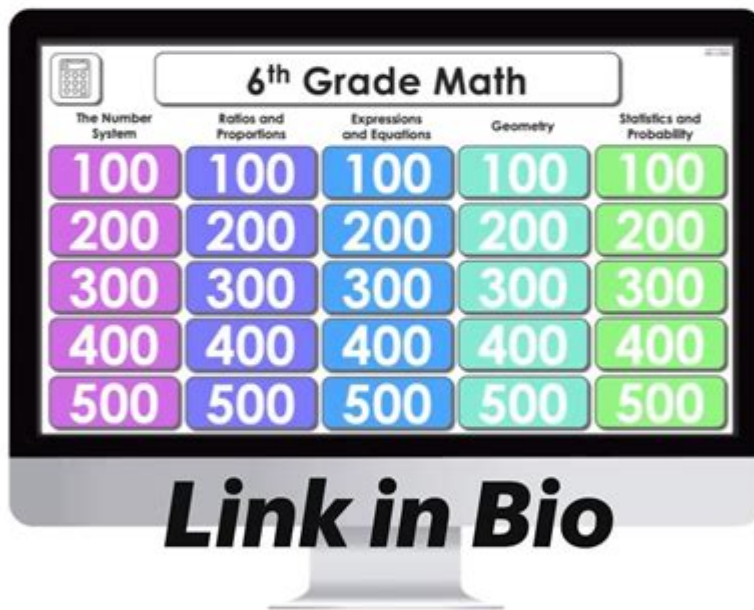 6th Grade Math
The Number System
Ratios and Proportions
Expressions and Equations
Geometry
Statistics and Probability
100 100 100 100 100
200 200 200 200 200
300 300 300 300 300
400 400 400 400 400
500 500 500 500 500
Link in Bio